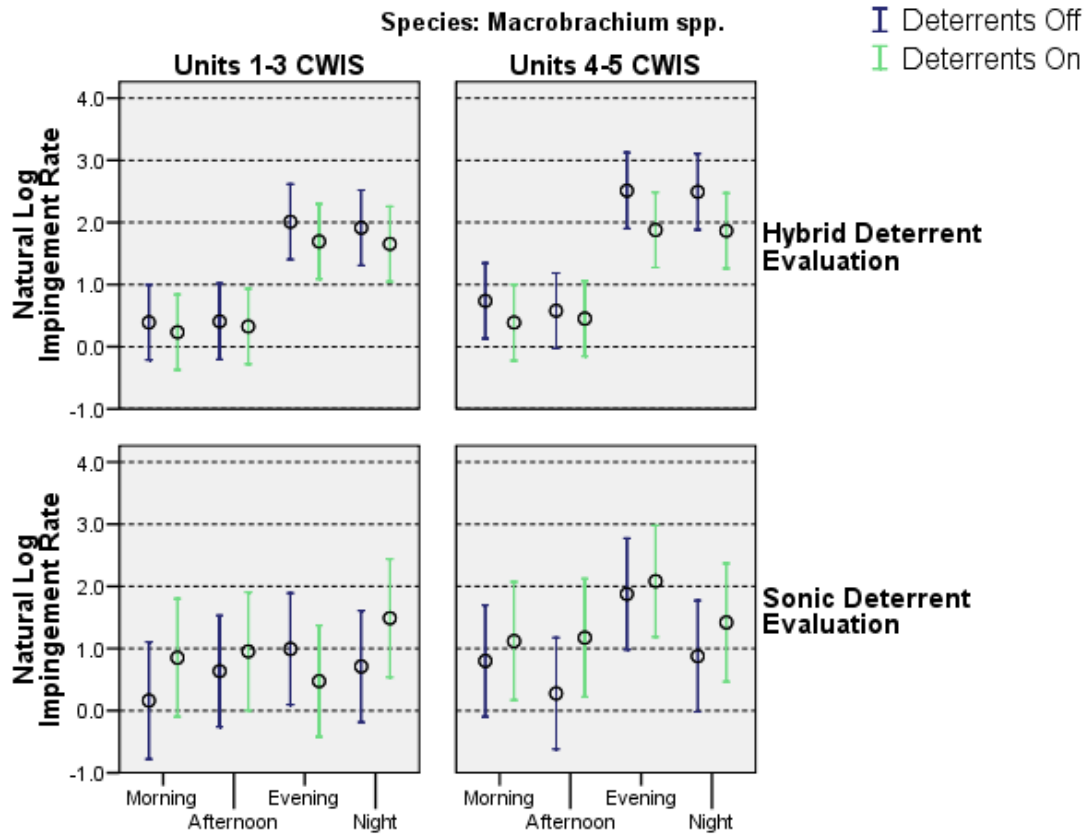 Species: Macrobrachium spp.
Deterrents Off
Deterrents On
Units 1-3 CWIS
Units 4-5 CWIS
Natural Log
Impingement Rate
4.0
3.0
2.0
1.0
0.0
-1.0
Hybrid Deterrent
Evaluation
Natural Log
Impingement Rate
4.0
3.0
2.0
1.0
0.0
-1.0
Sonic Deterrent
Evaluation
Morning
Afternoon
Evening
Night
Morning
Afternoon
Evening
Night